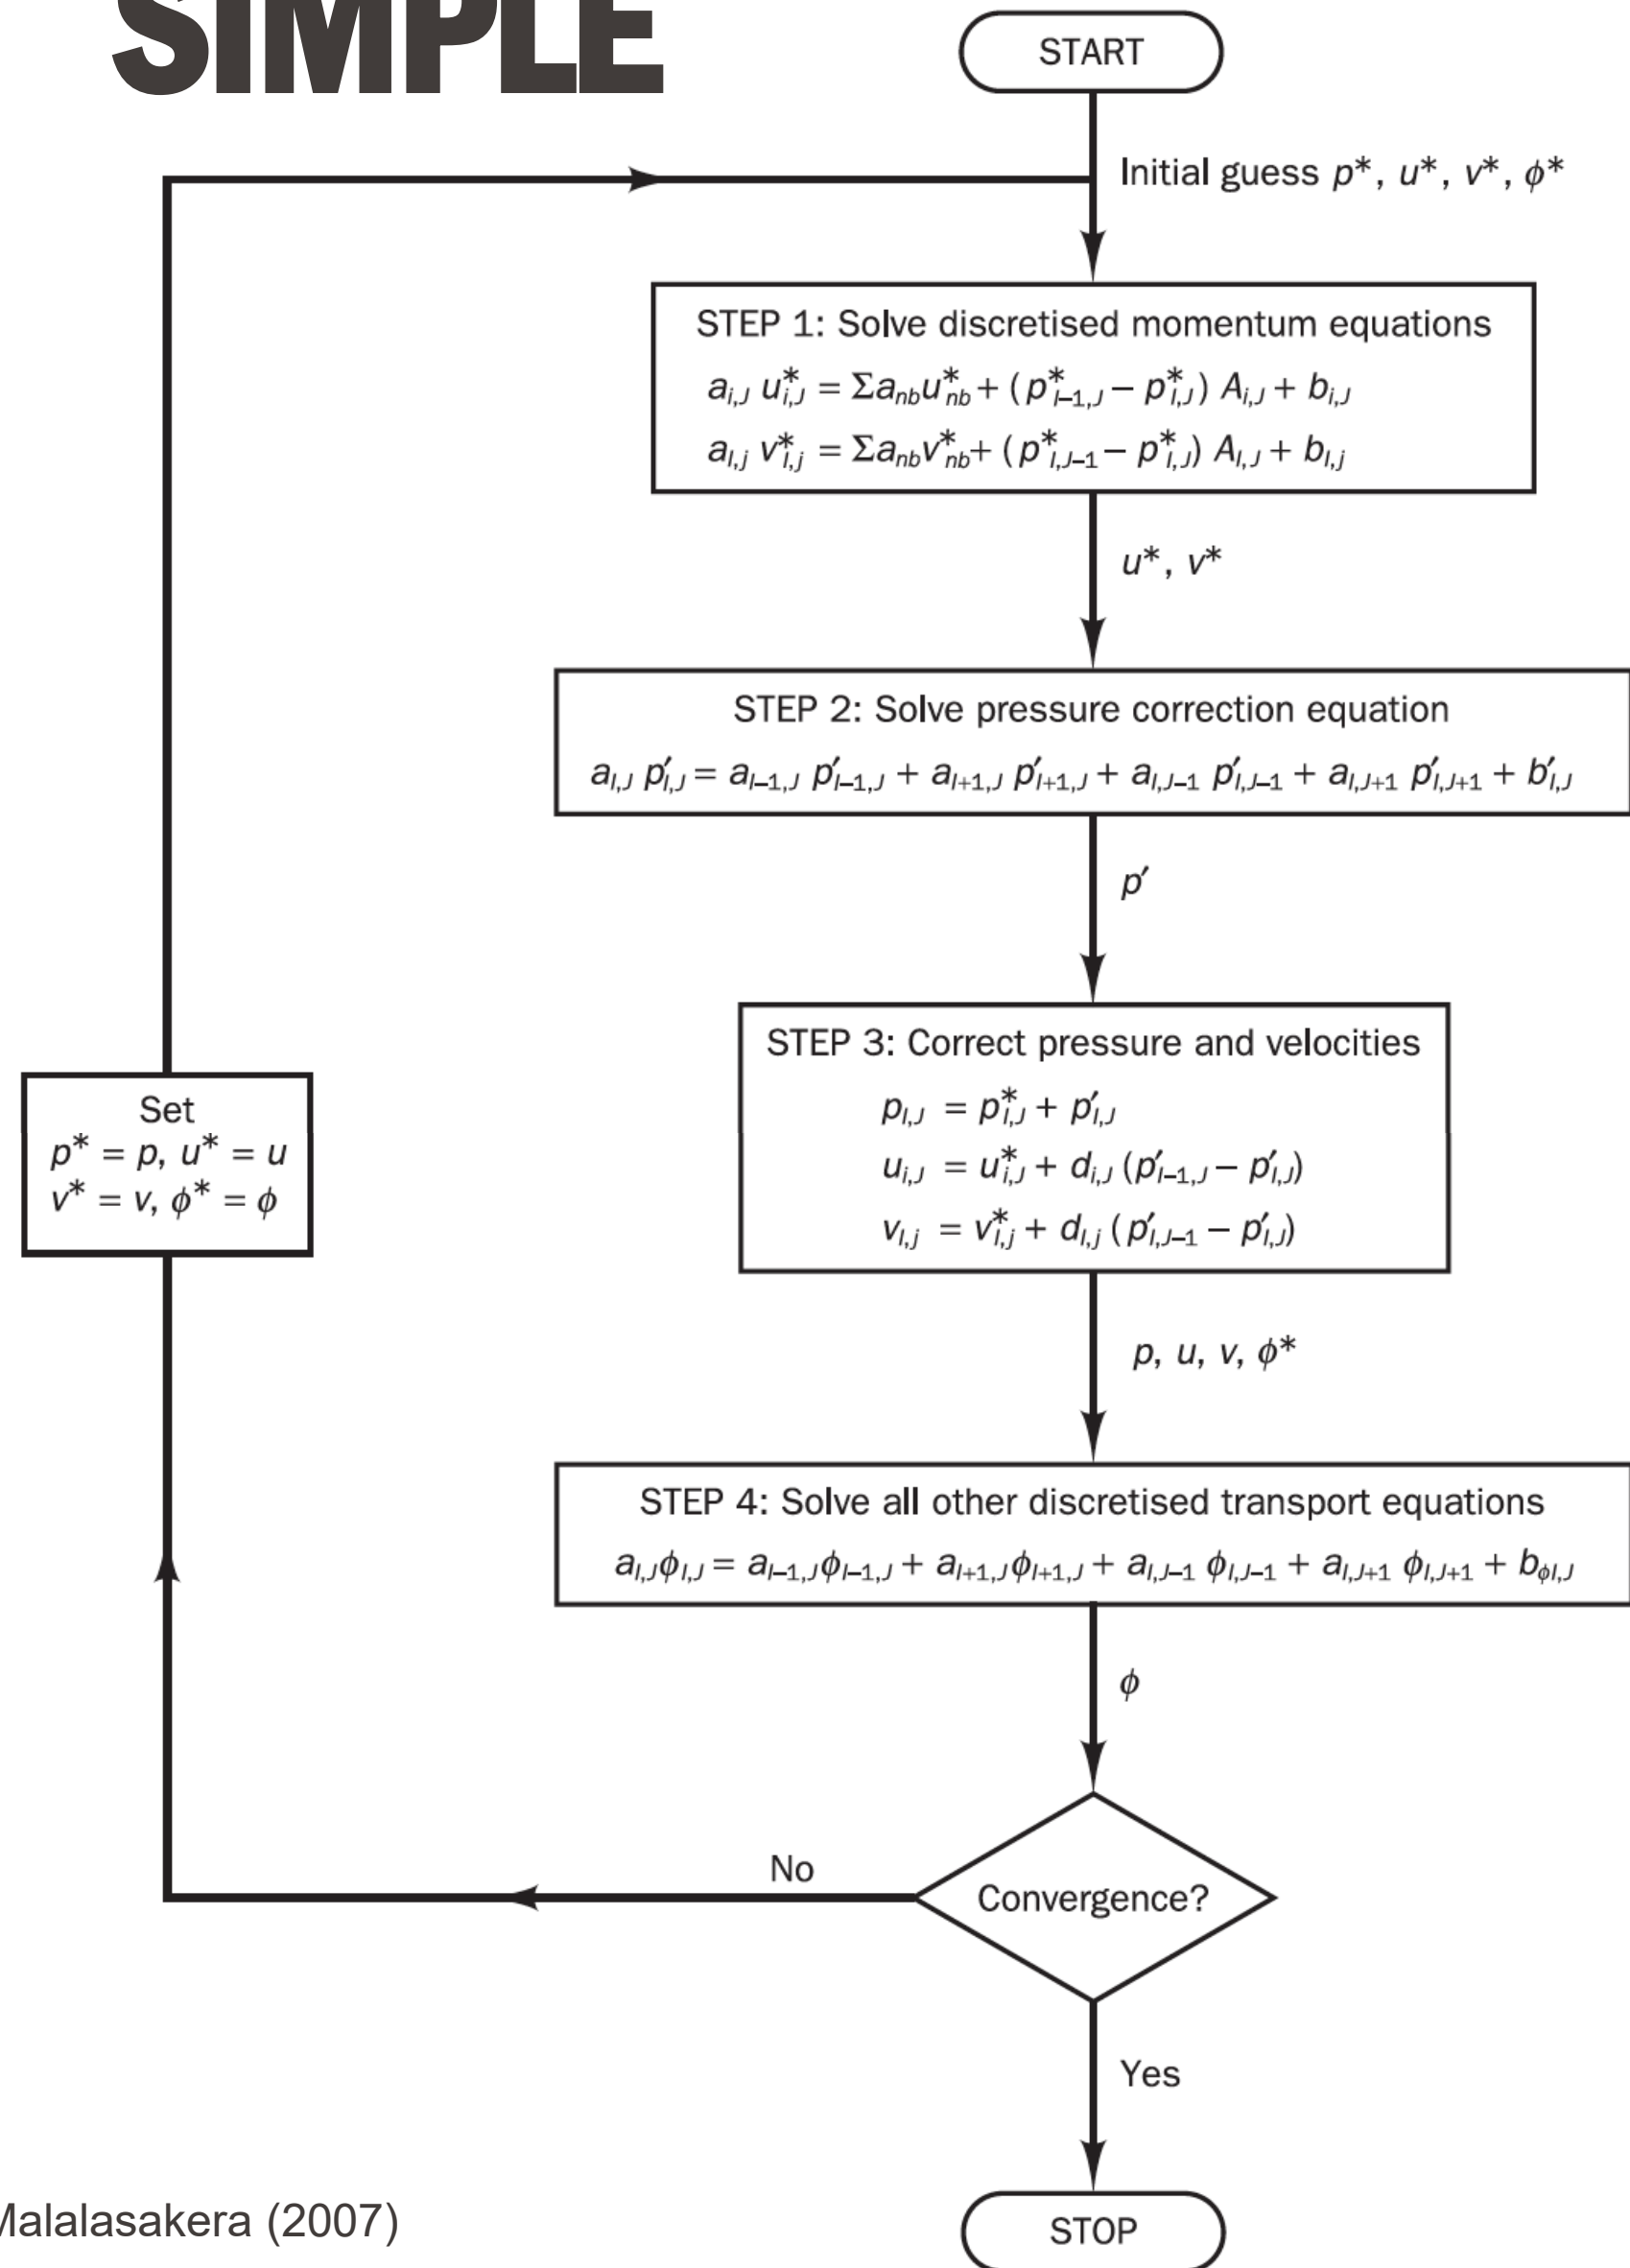 SIMPLE
START
Initial guess p*, u*, v*, ϕ*
STEP 1: Solve discretised momentum equations
a_{i,J} u*_{i,J} = Σa_{nb}u*_{nb} + (p*_{I–1,J} – p*_{I,J}) A_{i,J} + b_{i,J}
a_{I,j} v*_{I,j} = Σa_{nb}v*_{nb} + (p*_{I,J–1} – p*_{I,J}) A_{I,J} + b_{I,j}
u*, v*
STEP 2: Solve pressure correction equation
a_{I,J} p′_{I,J} = a_{I–1,J} p′_{I–1,J} + a_{I+1,J} p′_{I+1,J} + a_{I,J–1} p′_{I,J–1} + a_{I,J+1} p′_{I,J+1} + b′_{I,J}
p′
STEP 3: Correct pressure and velocities
p_{I,J} = p*_{I,J} + p′_{I,J}
u_{i,J} = u*_{i,J} + d_{i,J} (p′_{I–1,J} – p′_{I,J})
v_{I,j} = v*_{I,j} + d_{I,j} (p′_{I,J–1} – p′_{I,J})
Set
p* = p, u* = u
v* = v, ϕ* = ϕ
p, u, v, ϕ*
STEP 4: Solve all other discretised transport equations
a_{I,J}ϕ_{I,J} = a_{I–1,J}ϕ_{I–1,J} + a_{I+1,J}ϕ_{I+1,J} + a_{I,J–1} ϕ_{I,J–1} + a_{I,J+1} ϕ_{I,J+1} + b_{ϕI,J}
ϕ
No
Convergence?
Yes
Malalasakera (2007)
STOP